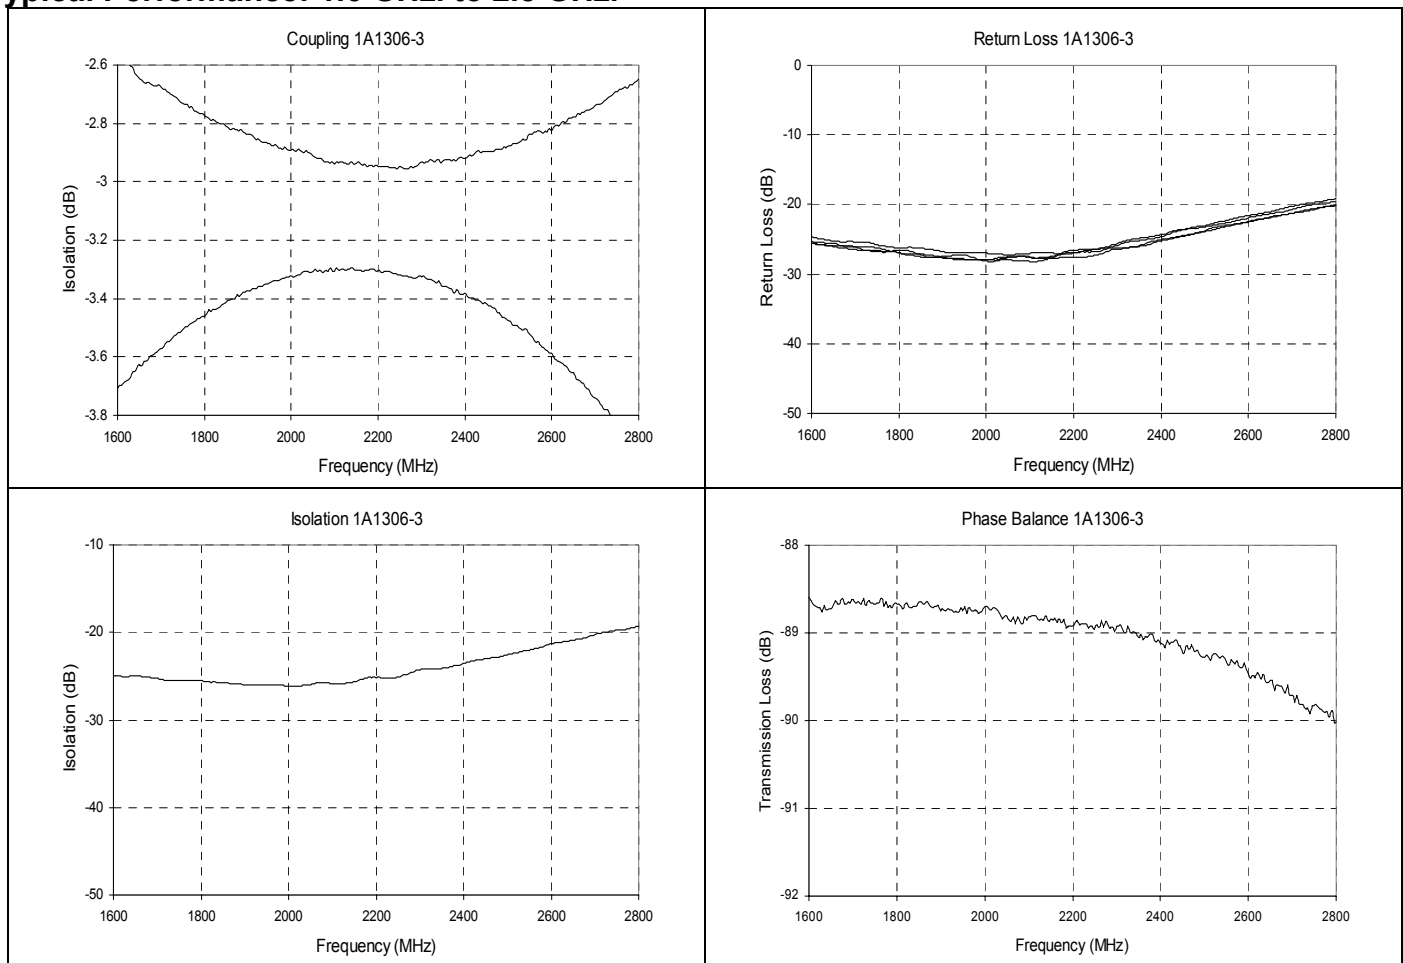 Coupling 1A1306-3
-2.6
-2.8
-3
-3.2
-3.4
-3.6
-3.8
Isolation (dB)
1600 1800 2000 2200 2400 2600 2800
Frequency (MHz)
Return Loss 1A1306-3
0
-10
-20
-30
-40
-50
Return Loss (dB)
1600 1800 2000 2200 2400 2600 2800
Frequency (MHz)
Isolation 1A1306-3
-10
-20
-30
-40
-50
Isolation (dB)
1600 1800 2000 2200 2400 2600 2800
Frequency (MHz)
Phase Balance 1A1306-3
-88
-89
-90
-91
-92
Transmission Loss (dB)
1600 1800 2000 2200 2400 2600 2800
Frequency (MHz)